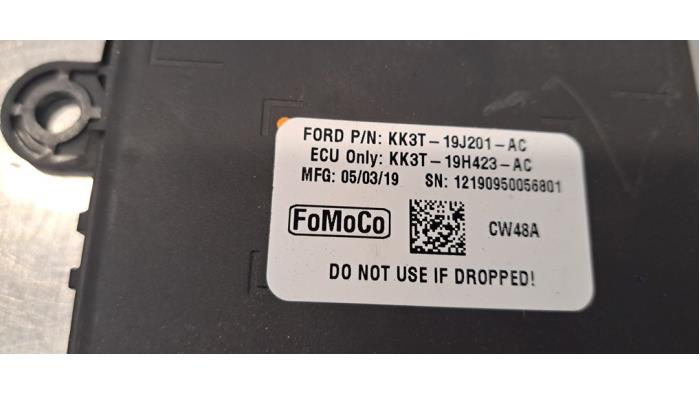 FORD P/N: KK3T-19J201-AC
ECU Only: KK3T-19H423-AC
MFG: 05/03/19 SN: 12190950056801
FoMoCo CW48A
DO NOT USE IF DROPPED!